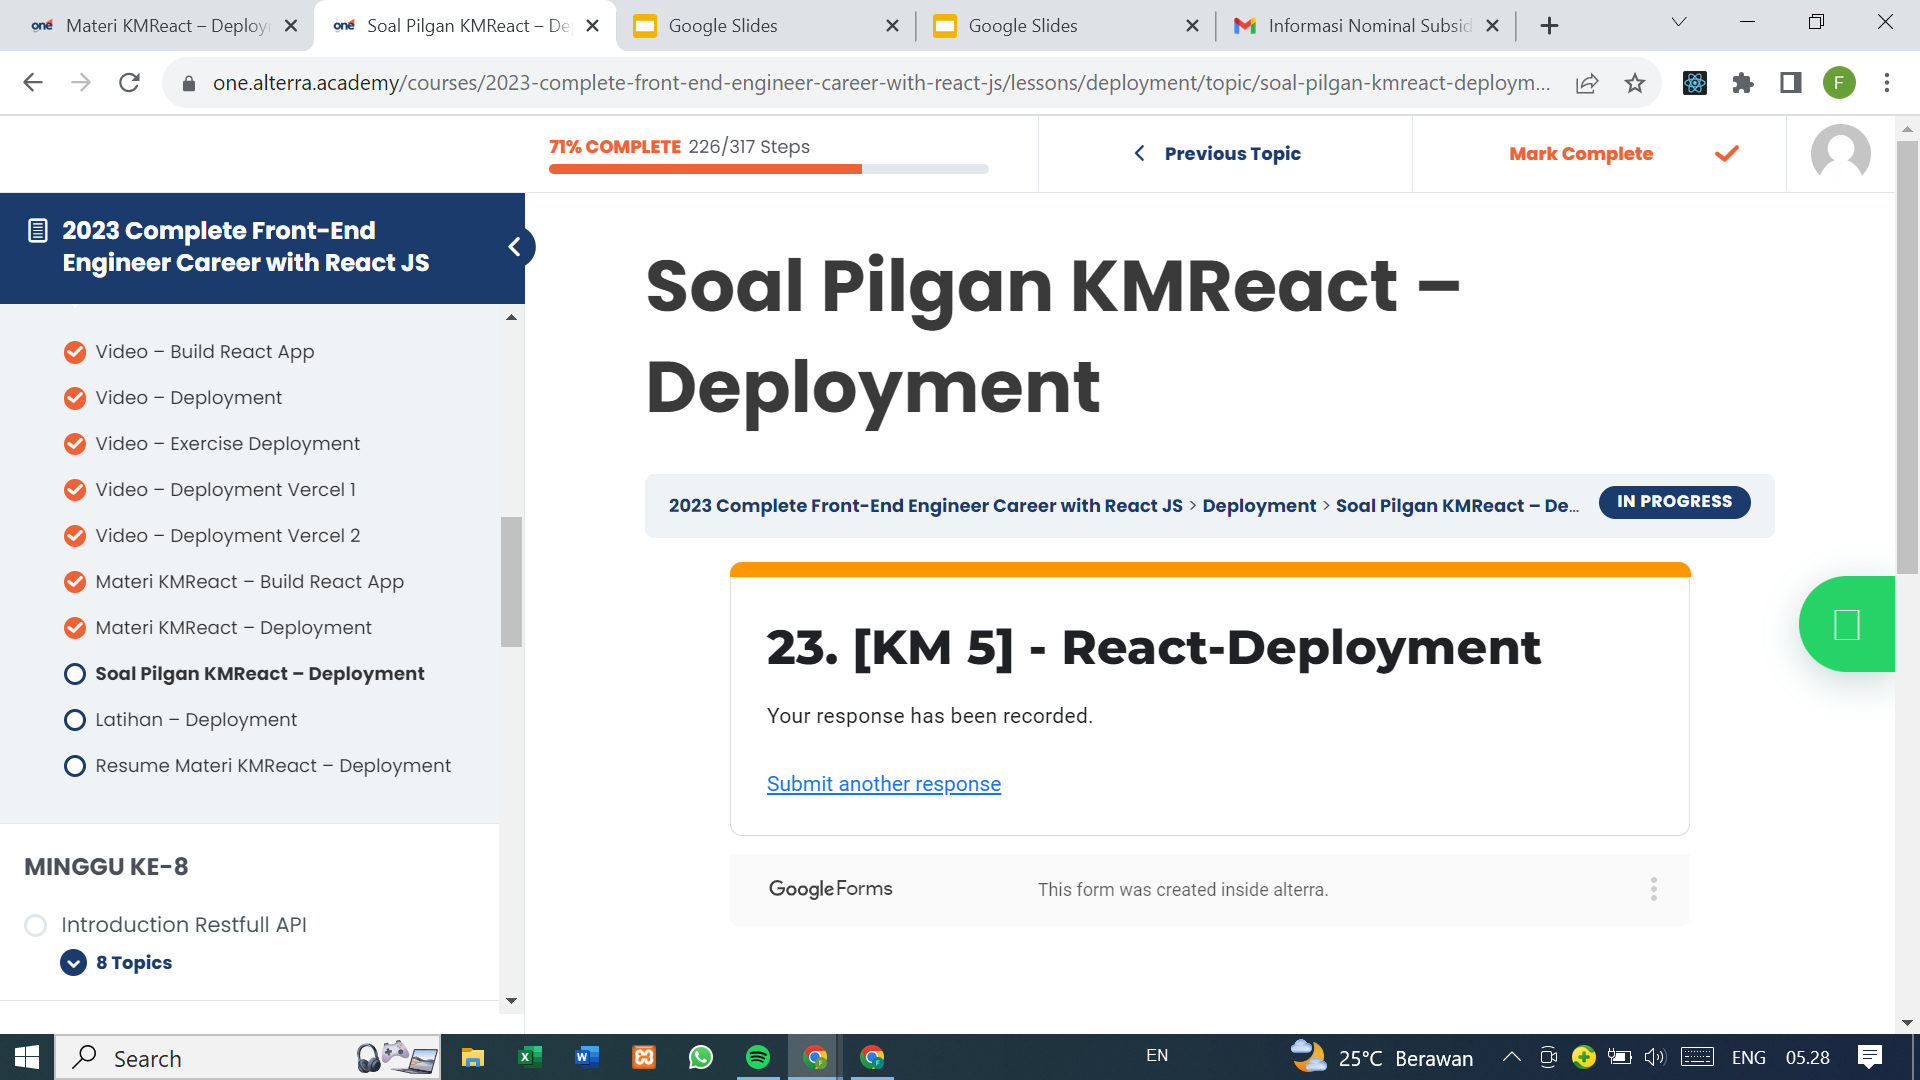 one Materi KMReact – Deploy
one Soal Pilgan KMReact – De
Google Slides
Google Slides
Informasi Nominal Subsid
one.alterra.academy/courses/2023-complete-front-end-engineer-career-with-react-js/lessons/deployment/topic/soal-pilgan-kmreact-deploym...
F
71% COMPLETE 226/317 Steps
Previous Topic
Mark Complete
2023 Complete Front-End
Engineer Career with React JS
Video – Build React App
Video – Deployment
Video – Exercise Deployment
Video – Deployment Vercel 1
Video – Deployment Vercel 2
Materi KMReact – Build React App
Materi KMReact – Deployment
Soal Pilgan KMReact – Deployment
Latihan – Deployment
Resume Materi KMReact – Deployment
MINGGU KE-8
Introduction Restfull API
8 Topics
Soal Pilgan KMReact –
Deployment
2023 Complete Front-End Engineer Career with React JS > Deployment > Soal Pilgan KMReact – De...
IN PROGRESS
23. [KM 5] - React-Deployment
Your response has been recorded.
Submit another response
Google Forms
This form was created inside alterra.
Search
EN
25°C Berawan
ENG
05.28